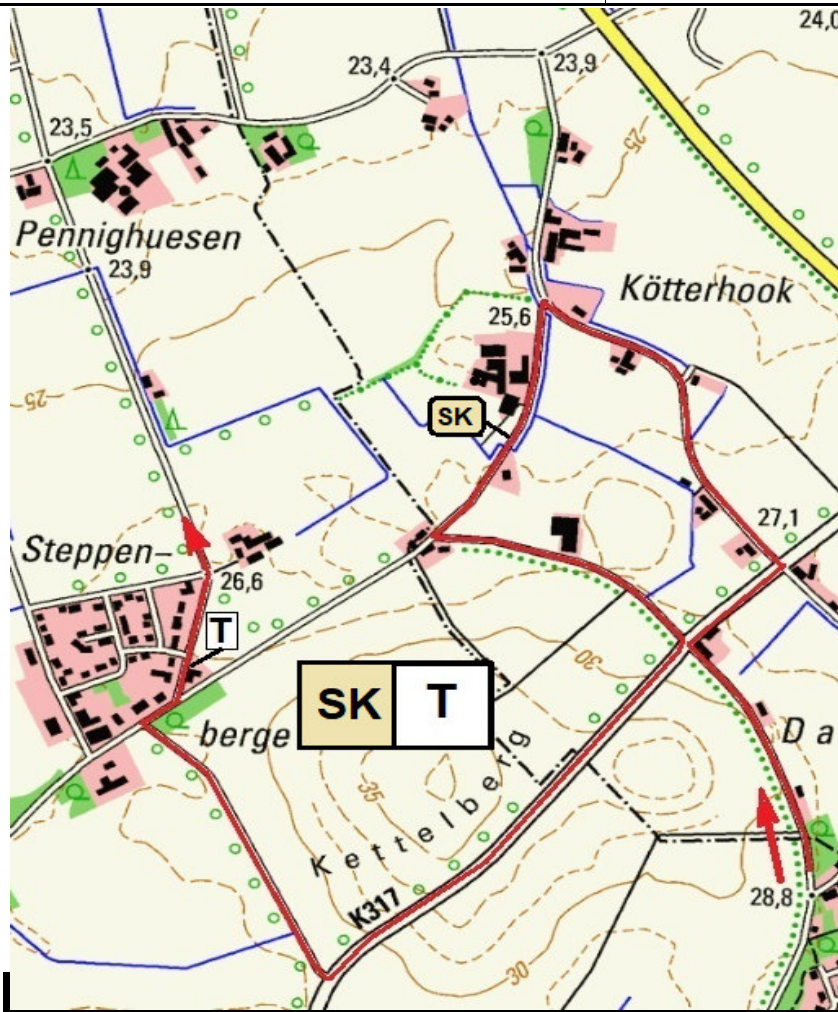 24,0
23,4
23,9
23,5
25
Pennighuesen
23,9
Kötterhook
25,6
25
SK
27,1
Steppen-
26,6
T
30
SK T
berge
Da
35
Kettelberg
K317
28,8
30